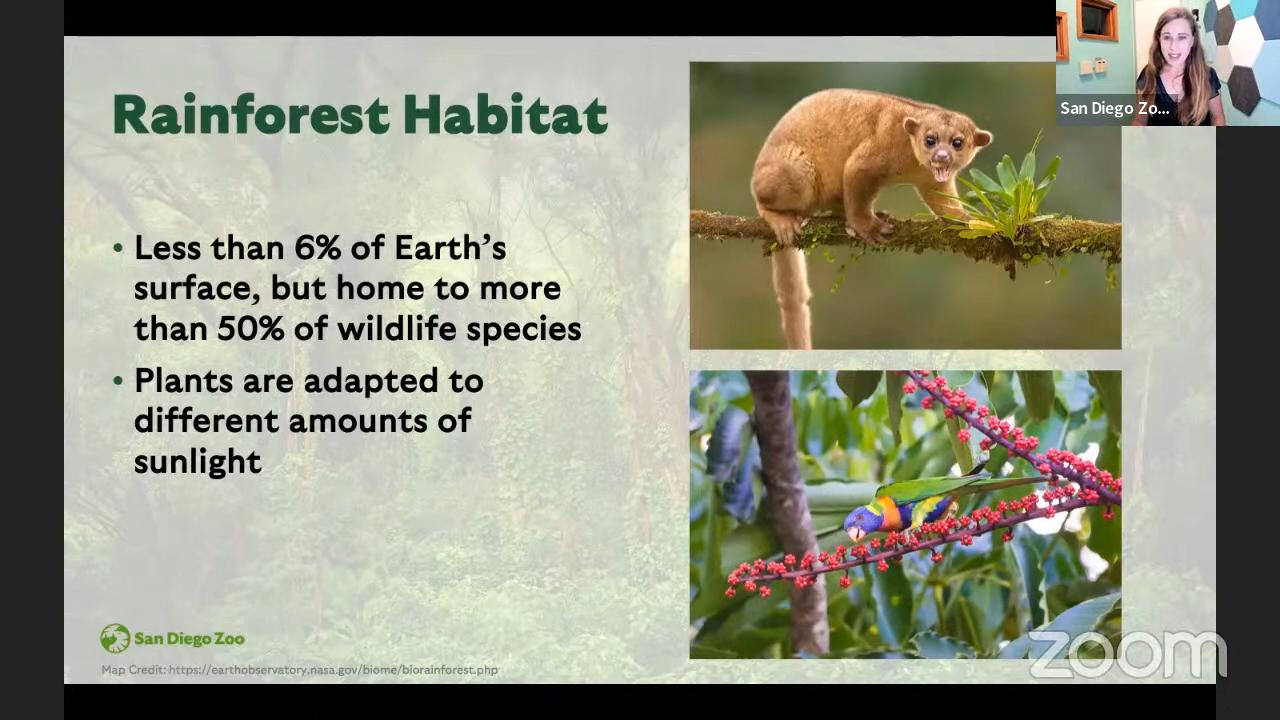 San Diego Zo...
Rainforest Habitat
• Less than 6% of Earth’s
surface, but home to more
than 50% of wildlife species
• Plants are adapted to
different amounts of
sunlight
San Diego Zoo
Map Credit: https://earthobservatory.nasa.gov/biome/biorainforest.php
zoom